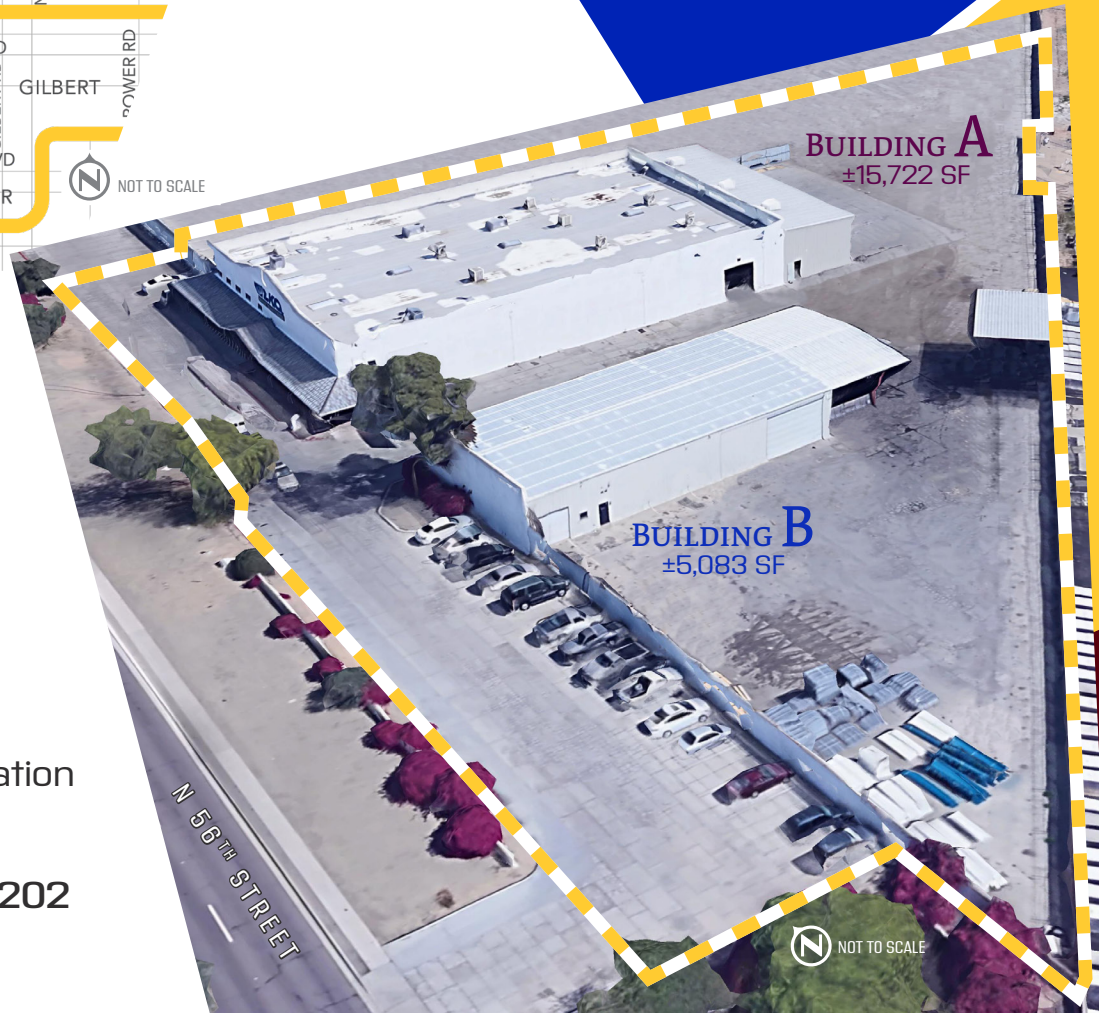 GILBERT
POWER RD
N
NOT TO SCALE
BUILDING A
±15,722 SF
BUILDING B
±5,083 SF
ation
202
N 56TH STREET
N
NOT TO SCALE